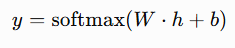 y = softmax(W · h + b)